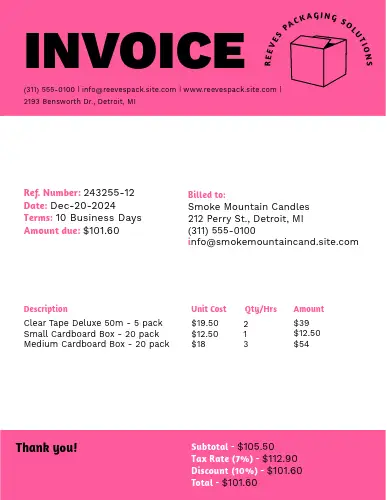 INVOICE
REEVES PACKAGING SOLUTIONS
(311) 555-0100 | info@reevespack.site.com | www.reevespack.site.com |
2193 Bensworth Dr., Detroit, MI
Ref. Number: 243255-12
Date: Dec-20-2024
Terms: 10 Business Days
Amount due: $101.60
Billed to:
Smoke Mountain Candles
212 Perry St., Detroit, MI
(311) 555-0100
info@smokemountaincand.site.com
Description Unit Cost Qty/Hrs Amount
Clear Tape Deluxe 50m - 5 pack $19.50 2 $39
Small Cardboard Box - 20 pack $12.50 1 $12.50
Medium Cardboard Box - 20 pack $18 3 $54
Thank you!
Subtotal - $105.50
Tax Rate (7%) - $112.90
Discount (10%) - $101.60
Total - $101.60